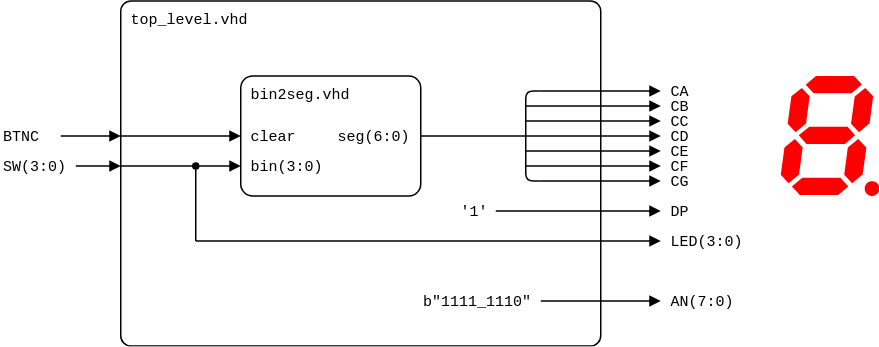 top_level.vhd
bin2seg.vhd
BTNC
clear
seg(6:0)
SW(3:0)
bin(3:0)
CA
CB
CC
CD
CE
CF
CG
'1'
DP
LED(3:0)
b"1111_1110"
AN(7:0)